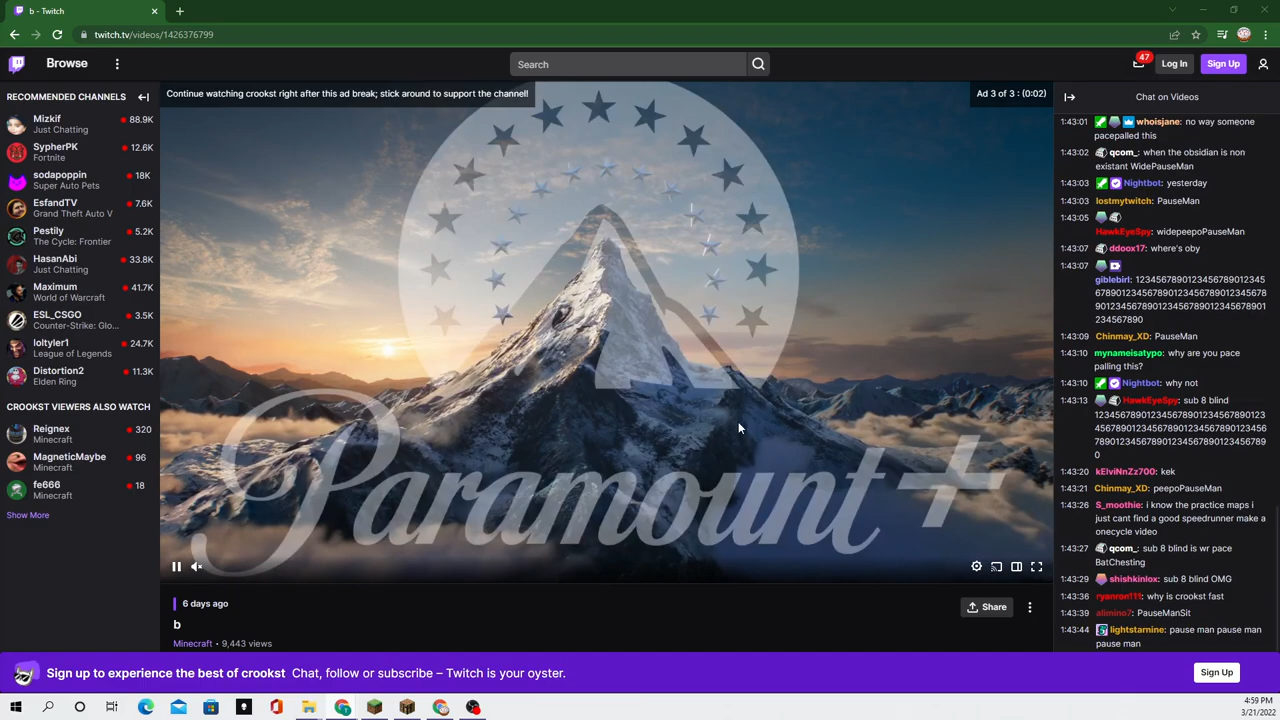 b - Twitch
twitch.tv/videos/1426376799
Browse
Search
47
Log In
Sign Up
RECOMMENDED CHANNELS
Mizkif
88.9K
Just Chatting
SypherPK
12.6K
Fortnite
sodapoppin
18K
Super Auto Pets
EsfandTV
7.6K
Grand Theft Auto V
Pestily
5.2K
The Cycle: Frontier
HasanAbi
33.8K
Just Chatting
Maximum
41.7K
World of Warcraft
ESL_CSGO
3.5K
Counter-Strike: Glo...
loltyler1
24.7K
League of Legends
Distortion2
11.3K
Elden Ring
CROOKST VIEWERS ALSO WATCH
Reignex
320
Minecraft
MagneticMaybe
96
Minecraft
fe666
18
Minecraft
Show More
Continue watching crookst right after this ad break; stick around to support the channel!
Ad 3 of 3 : (0:02)
Paramount+
6 days ago
b
Minecraft • 9,443 views
Share
Chat on Videos
1:43:01 whoisjane: no way someone
pacepalled this
1:43:02 qcom_: when the obsidian is non
existant WidePauseMan
1:43:03 Nightbot: yesterday
1:43:03 lostmytwitch: PauseMan
1:43:05
HawkEyeSpy: widepeepoPauseMan
1:43:07 ddoox17: where's oby
1:43:07
giblebirl: 1234567890123456789012345
6789012345678901234567890123456
7890123456789012345678901234567
234567890
1:43:09 Chinmay_XD: PauseMan
1:43:10 mynameisatypo: why are you pace
palling this?
1:43:10 Nightbot: why not
1:43:13 HawkEyeSpy: sub 8 blind
1234567890123456789012345678901​23
4567890123456789012345678901234
4567890123456789012345678901​23456789
0
1:43:20 kElviNnZz700: kek
1:43:21 Chinmay_XD: peepoPauseMan
1:43:26 S_moothie: i know the practice maps i
just cant find a good speedrunner make a
onecycle video
1:43:27 qcom_: sub 8 blind is wr pace
BatChesting
1:43:29 shishkinlox: sub 8 blind OMG
1:43:36 ryanron111: why is crookst fast
1:43:39 alimino7: PauseManSit
1:43:44 lightstarnine: pause man pause man
pause man
Sign up to experience the best of crookst Chat, follow or subscribe – Twitch is your oyster.
Sign Up
4:59 PM
3/21/2022